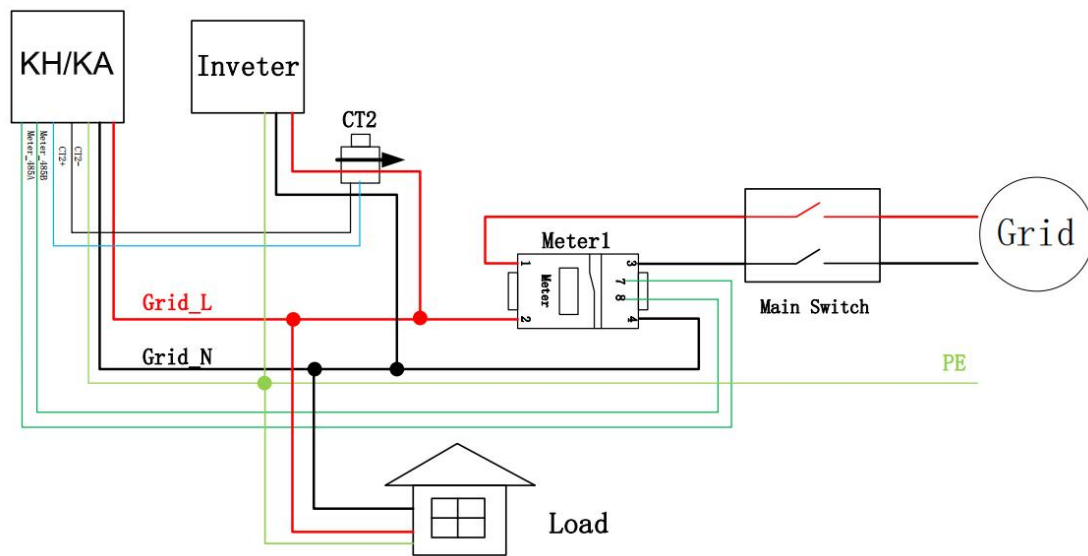 KH/KA
Inveter
Meter_485A
Meter_485B
CT2+
CT2-
CT2
Meter1
1
2
Meter
3
7
8
4
Main Switch
Grid
Grid_L
Grid_N
PE
Load